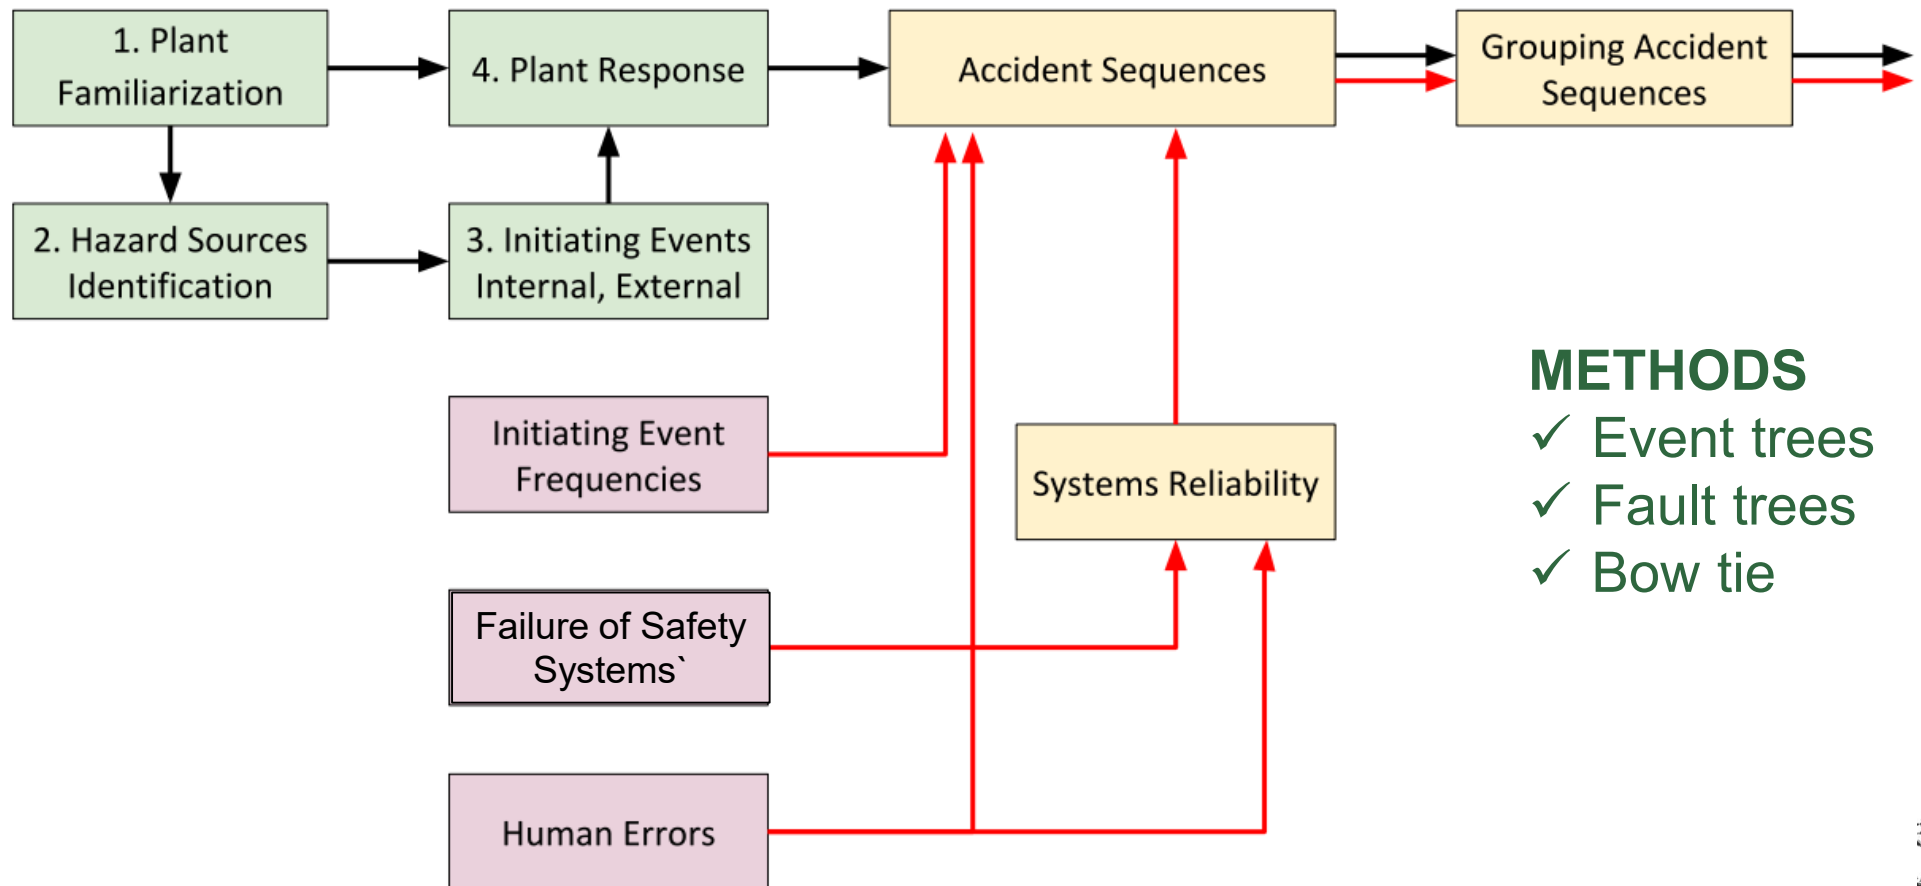 1. Plant
Familiarization
4. Plant Response
Accident Sequences
Grouping Accident
Sequences
2. Hazard Sources
Identification
3. Initiating Events
Internal, External
METHODS
✓ Event trees
✓ Fault trees
✓ Bow tie
Initiating Event
Frequencies
Systems Reliability
Failure of Safety
Systems`
Human Errors